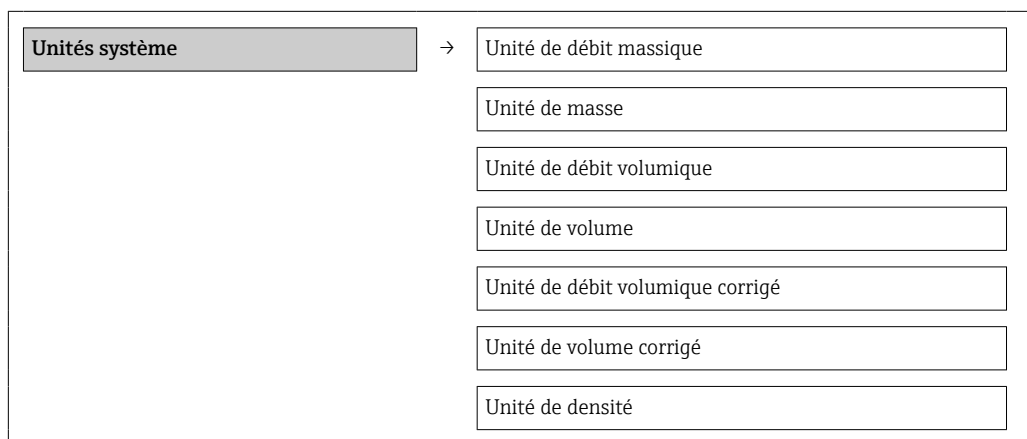 Unités système → Unité de débit massique
Unité de masse
Unité de débit volumique
Unité de volume
Unité de débit volumique corrigé
Unité de volume corrigé
Unité de densité